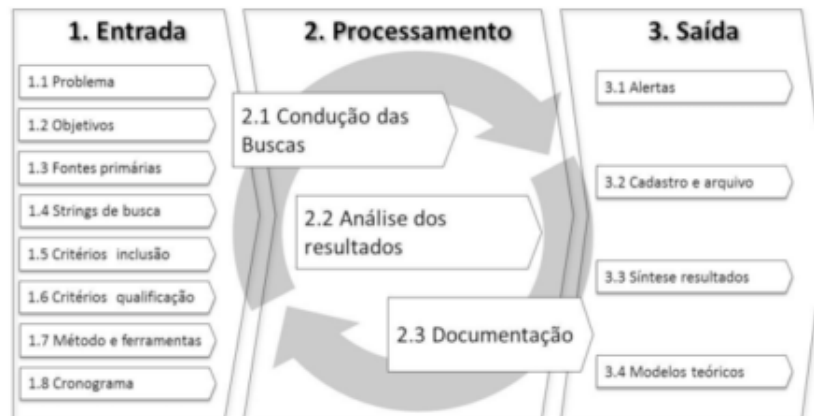 1. Entrada
1.1 Problema
1.2 Objetivos
1.3 Fontes primárias
1.4 Strings de busca
1.5 Critérios inclusão
1.6 Critérios qualificação
1.7 Método e ferramentas
1.8 Cronograma
2. Processamento
2.1 Condução das
Buscas
2.2 Análise dos
resultados
2.3 Documentação
3. Saída
3.1 Alertas
3.2 Cadastro e arquivo
3.3 Síntese resultados
3.4 Modelos teóricos